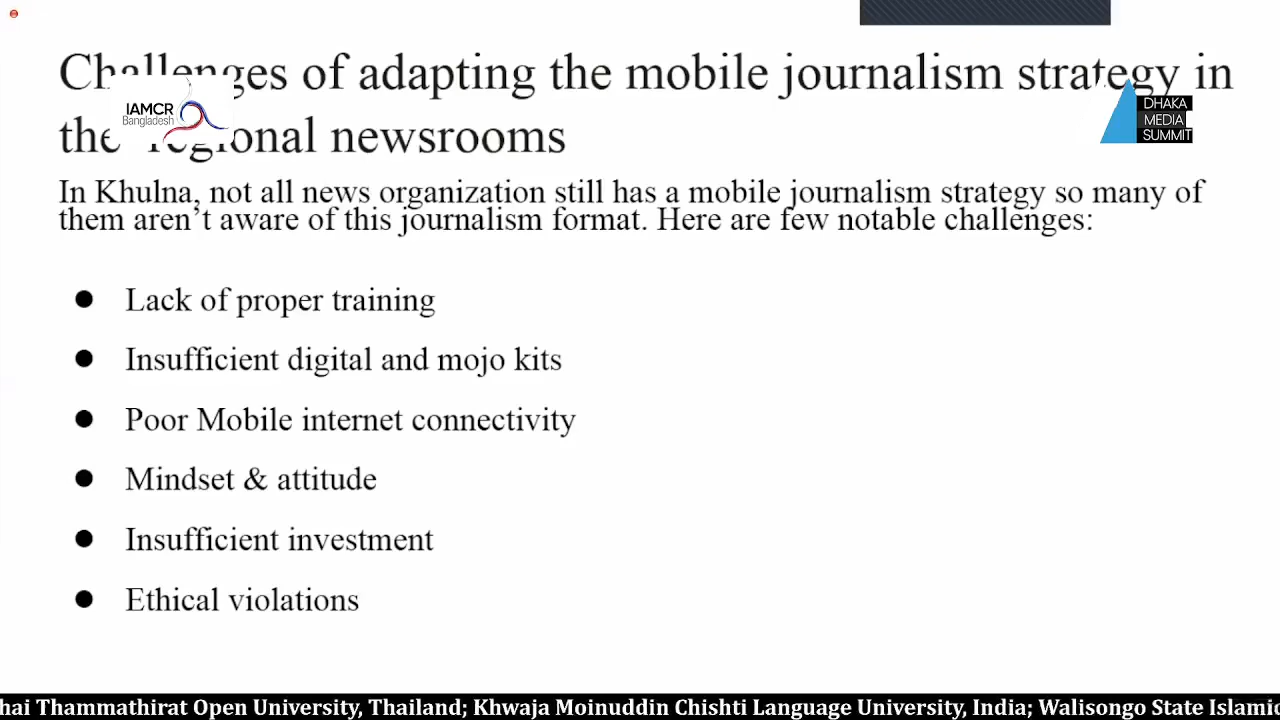 Challenges of adapting the mobile journalism strategy in
the regional newsrooms
IAMCR
Bangladesh
DHAKA
MEDIA
SUMMIT
In Khulna, not all news organization still has a mobile journalism strategy so many of
them aren’t aware of this journalism format. Here are few notable challenges:
● Lack of proper training
● Insufficient digital and mojo kits
● Poor Mobile internet connectivity
● Mindset & attitude
● Insufficient investment
● Ethical violations
hai Thammathirat Open University, Thailand; Khwaja Moinuddin Chishti Language University, India; Walisongo State Islamic